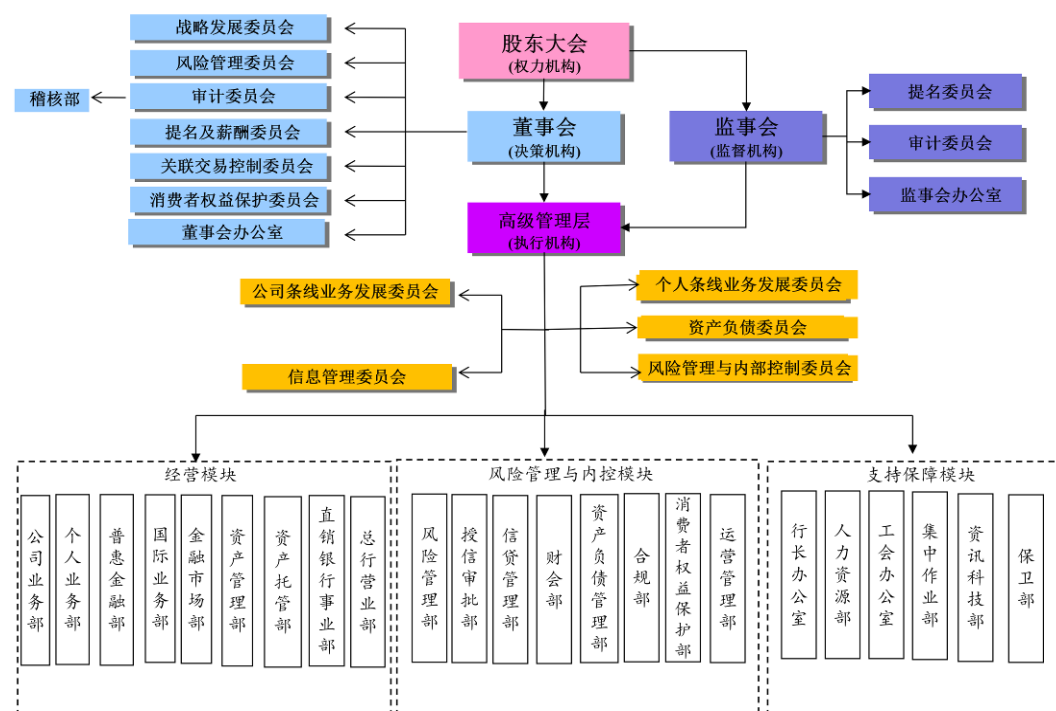 战略发展委员会
风险管理委员会
审计委员会
稽核部
提名及薪酬委员会
关联交易控制委员会
消费者权益保护委员会
董事会办公室
股东大会
(权力机构)
董事会
(决策机构)
监事会
(监督机构)
提名委员会
审计委员会
监事会办公室
高级管理层
(执行机构)
公司条线业务发展委员会
信息管理委员会
个人条线业务发展委员会
资产负债委员会
风险管理与内部控制委员会
经营模块
公司业务部
个人业务部
普惠金融部
国际业务部
金融市场部
资产管理部
资产托管部
直销银行事业部
总行营业部
风险管理与内控模块
风险管理部
授信审批部
信贷管理部
财会部
资产负债管理部
合规部
消费者权益保护部
运营管理部
支持保障模块
行长办公室
人力资源部
工会办公室
集中作业部
资讯科技部
保卫部